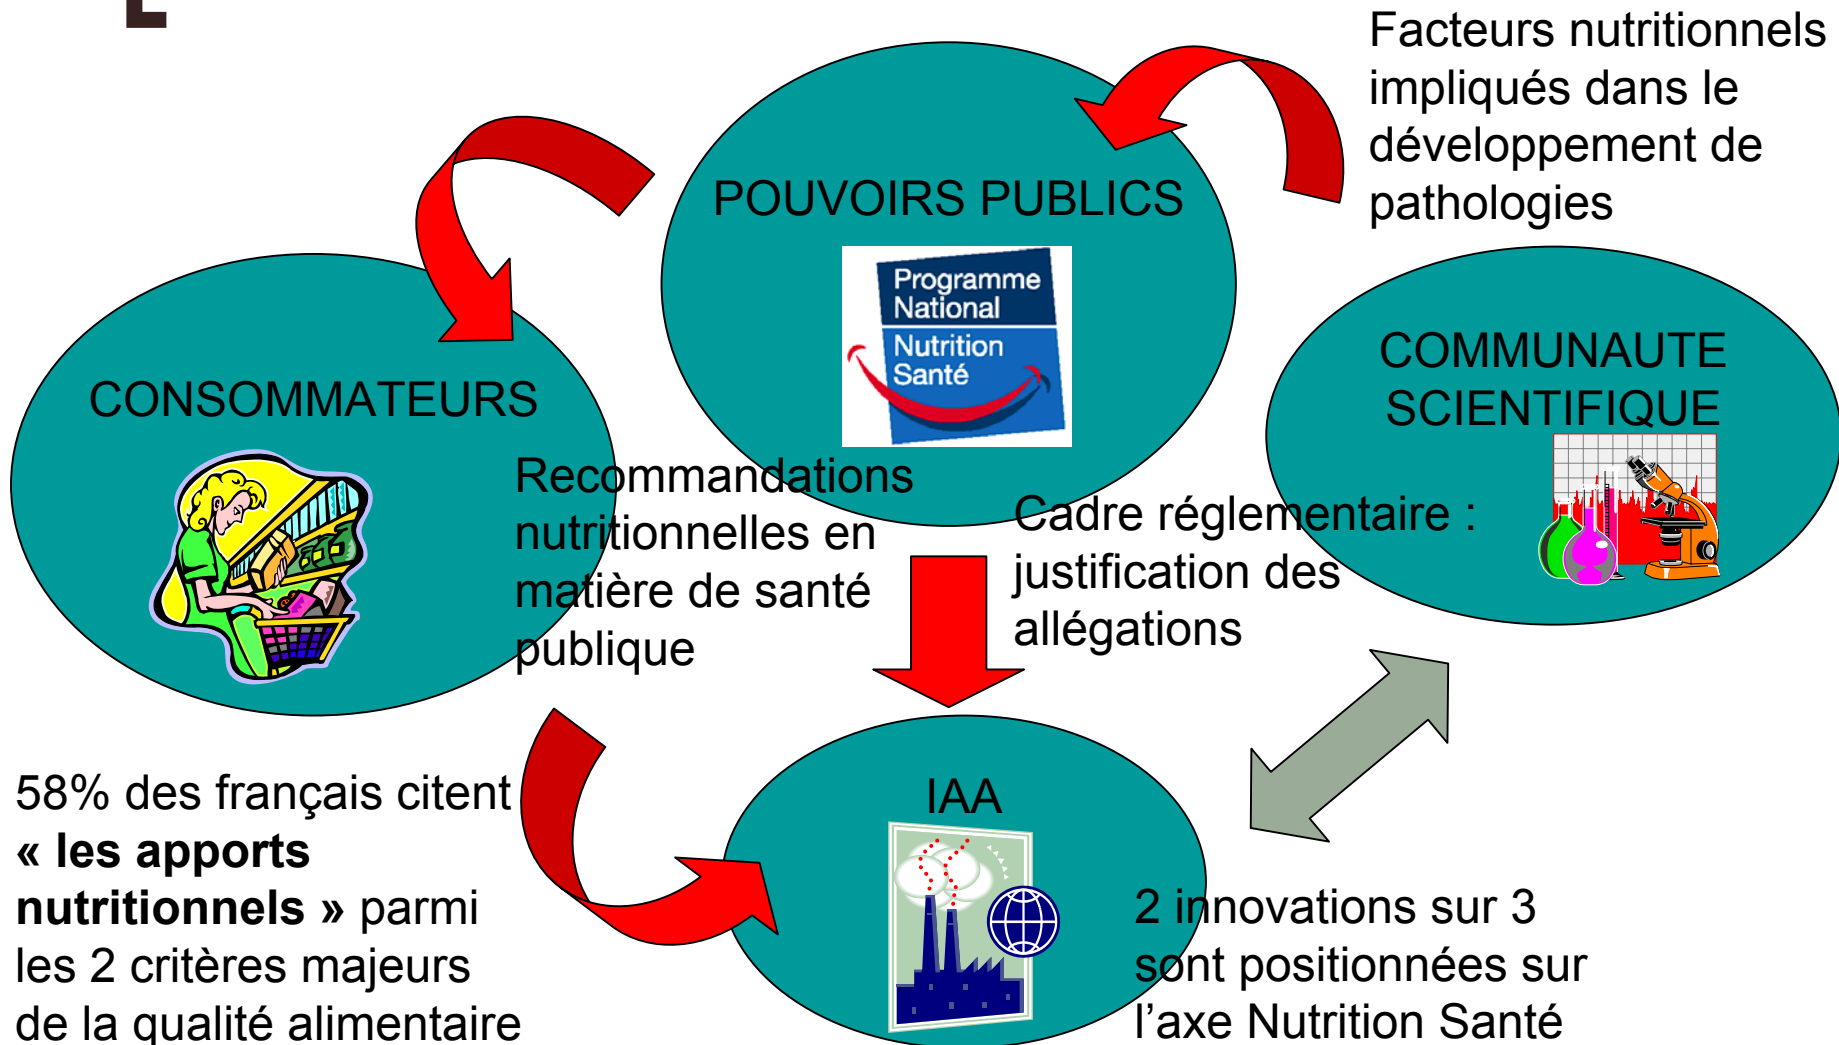 Facteurs nutritionnels
impliqués dans le
développement de
pathologies
POUVOIRS PUBLICS
Programme
National
Nutrition
Santé
COMMUNAUTE
SCIENTIFIQUE
CONSOMMATEURS
Recommandations
nutritionnelles en
matière de santé
publique
Cadre réglementaire :
justification des
allégations
58% des français citent
« les apports
nutritionnels » parmi
les 2 critères majeurs
de la qualité alimentaire
IAA
2 innovations sur 3
sont positionnées sur
l’axe Nutrition Santé